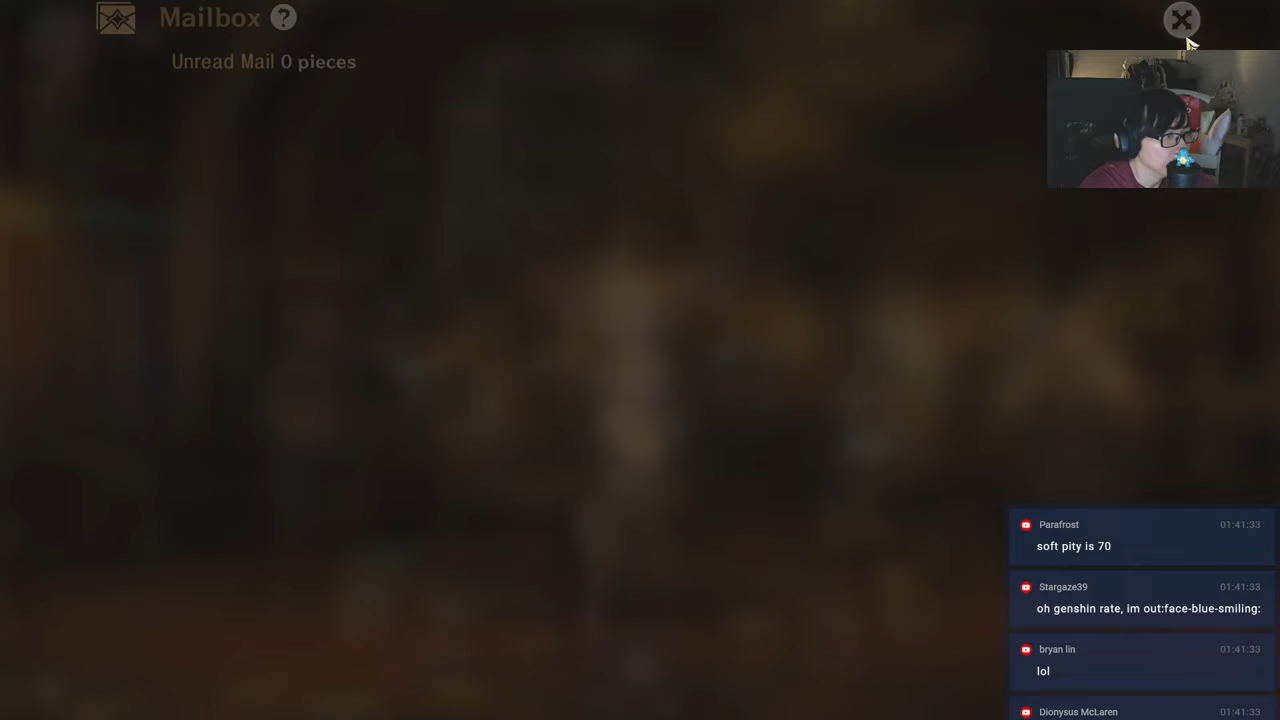 Mailbox ?
Unread Mail 0 pieces
Parafrost 01:41:33
soft pity is 70
Stargaze39 01:41:33
oh genshin rate, im out:face-blue-smiling:
bryan lin 01:41:33
lol
Dionysus McLaren 01:41:33